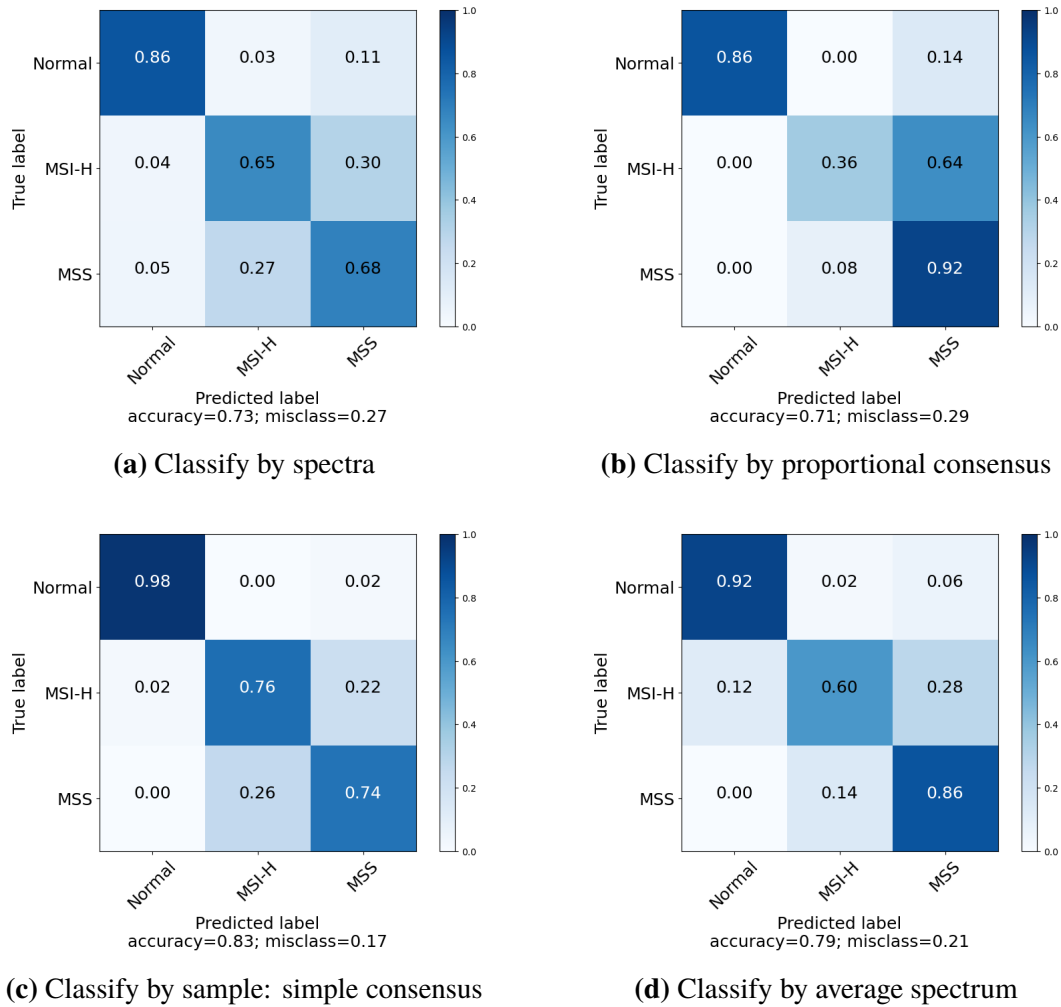 1.0
Normal 0.86 0.03 0.11
0.8
0.6
MSI-H 0.04 0.65 0.30
0.4
0.2
MSS 0.05 0.27 0.68
0.0
Normal MSI-H MSS
True label
Predicted label
accuracy=0.73; misclass=0.27
(a) Classify by spectra
1.0
Normal 0.86 0.00 0.14
0.8
0.6
MSI-H 0.00 0.36 0.64
0.4
0.2
MSS 0.00 0.08 0.92
0.0
Normal MSI-H MSS
True label
Predicted label
accuracy=0.71; misclass=0.29
(b) Classify by proportional consensus
1.0
Normal 0.98 0.00 0.02
0.8
0.6
MSI-H 0.02 0.76 0.22
0.4
0.2
MSS 0.00 0.26 0.74
0.0
Normal MSI-H MSS
True label
Predicted label
accuracy=0.83; misclass=0.17
(c) Classify by sample: simple consensus
1.0
Normal 0.92 0.02 0.06
0.8
0.6
MSI-H 0.12 0.60 0.28
0.4
0.2
MSS 0.00 0.14 0.86
0.0
Normal MSI-H MSS
True label
Predicted label
accuracy=0.79; misclass=0.21
(d) Classify by average spectrum